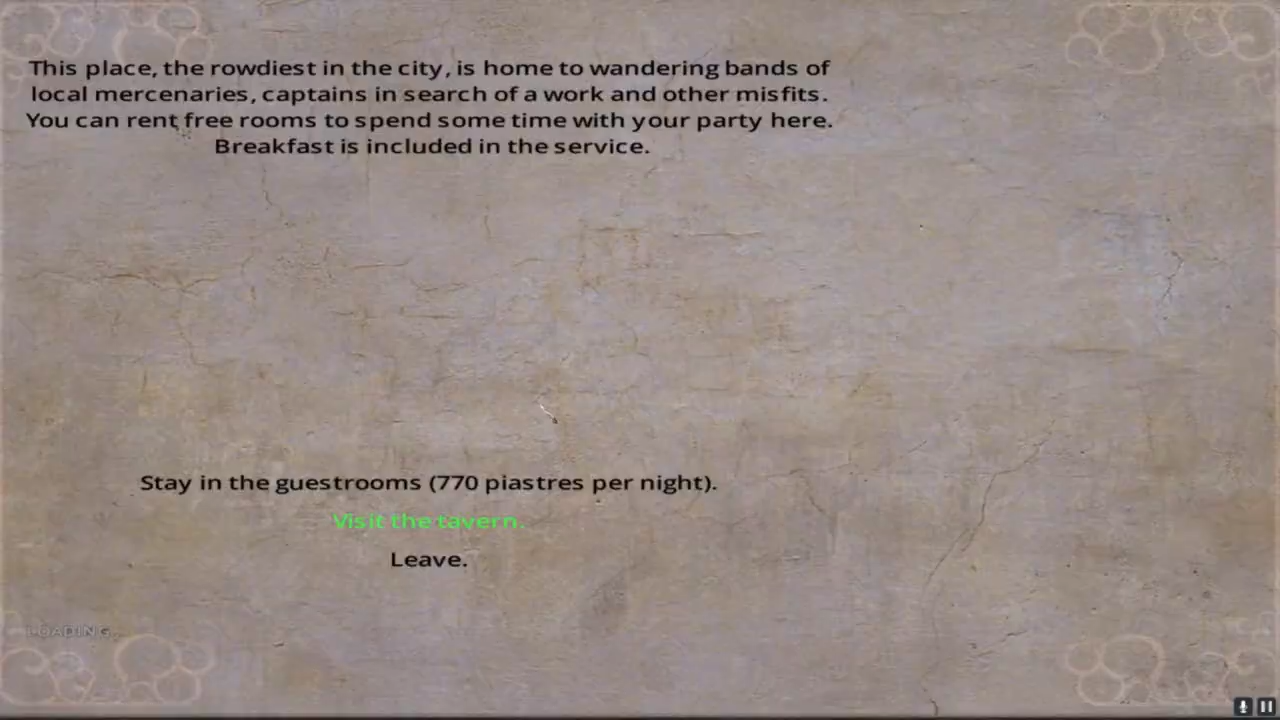 This place, the rowdiest in the city, is home to wandering bands of
local mercenaries, captains in search of a work and other misfits.
You can rent free rooms to spend some time with your party here.
Breakfast is included in the service.
Stay in the guestrooms (770 piastres per night).
Visit the tavern.
Leave.
LOADING